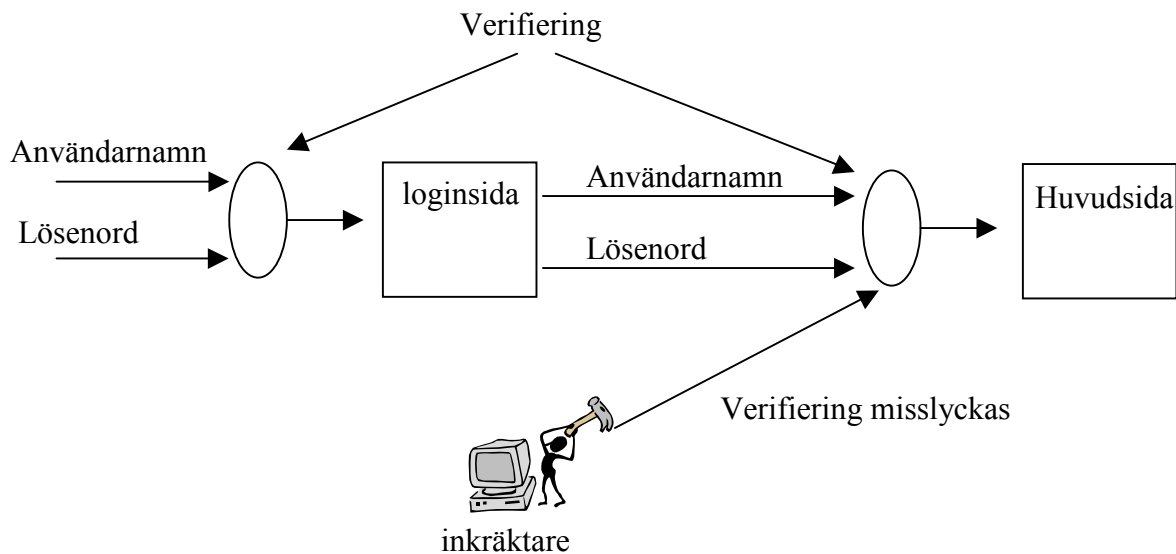 Verifiering
Användarnamn
Lösenord
loginsida
Användarnamn
Lösenord
Huvudsida
Verifiering misslyckas
inkräktare